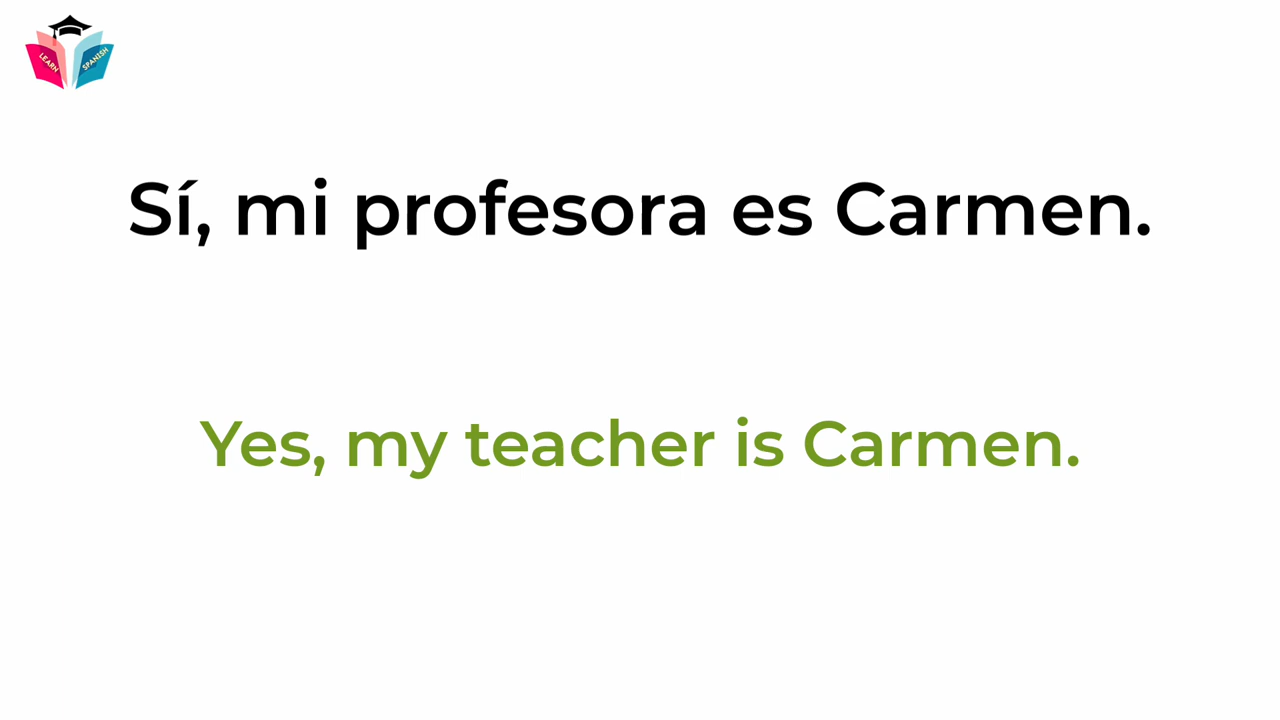 LEARN SPANISH
Sí, mi profesora es Carmen.
Yes, my teacher is Carmen.